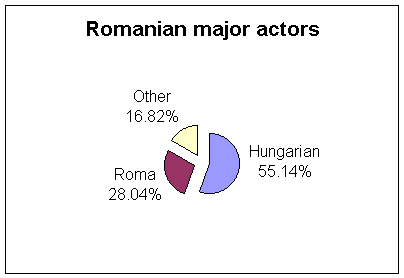 Romanian major actors
Other
16.82%
Hungarian
55.14%
Roma
28.04%